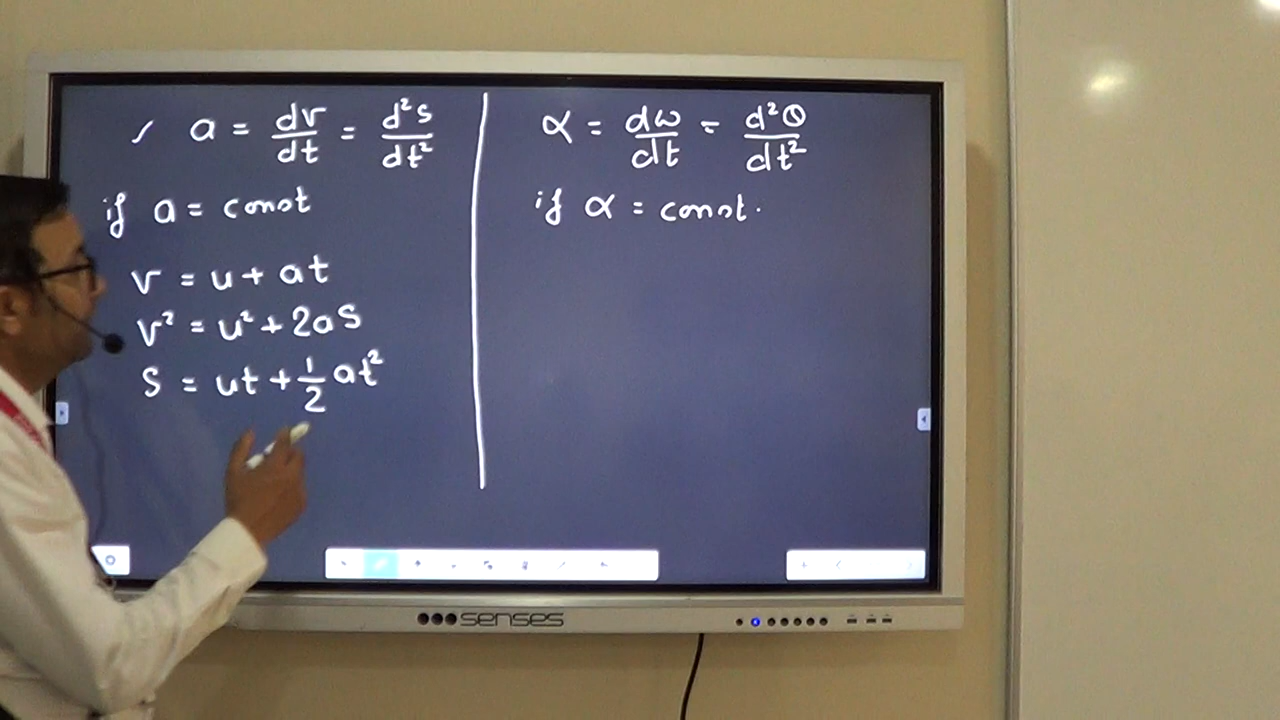 a = dv/dt = d²s/dt²
if a = const
v = u + at
v² = u² + 2as
s = ut + 1/2 at²
α = dω/dt = d²θ/dt²
if α = const.
senses